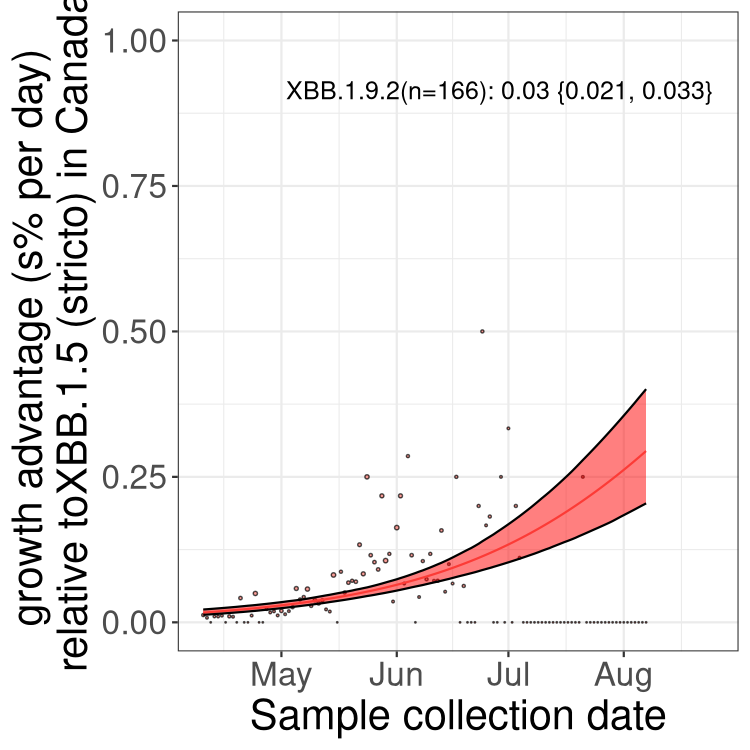 growth advantage (s% per day)
relative toXBB.1.5 (stricto) in Canada
1.00
0.75
0.50
0.25
0.00
XBB.1.9.2(n=166): 0.03 {0.021, 0.033}
May Jun Jul Aug
Sample collection date